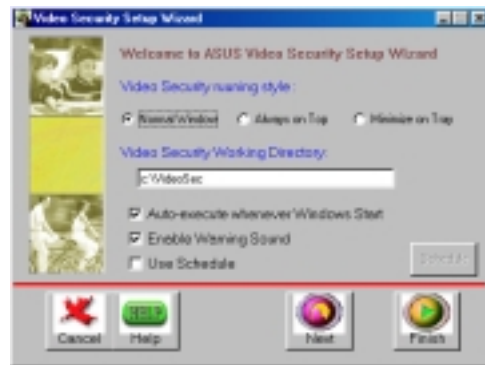 Video Security Setup Wizard
Welcome to ASUS Video Security Setup Wizard
Video Security running style:
Normal Window Always on Top Minimize on Tray
Video Security Working Directory:
c:\VideoSec
Auto-execute whenever Windows Start
Enable Warning Sound
Use Schedule
Schedule
HELP
Cancel Help Next Finish